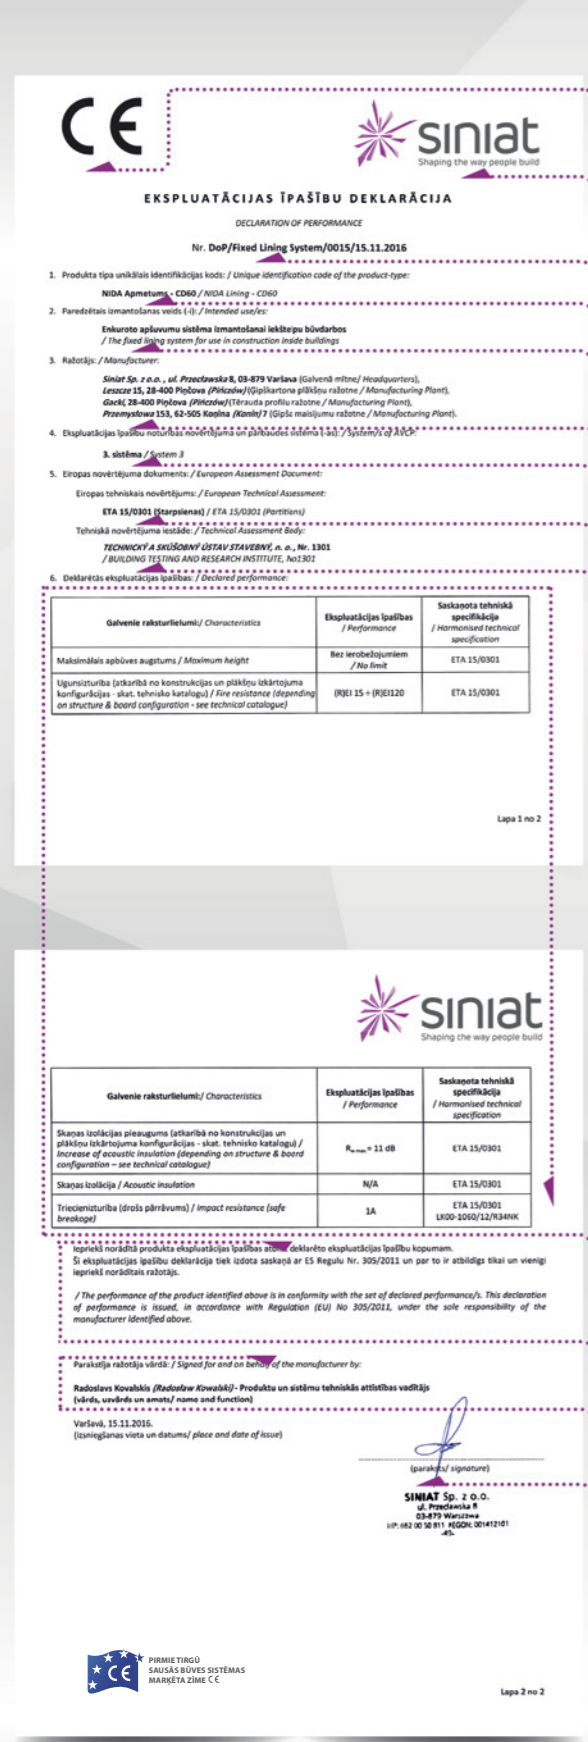 CE
SINIAT
Shaping the way people build
EKSPLUATĀCIJAS ĪPAŠĪBU DEKLARĀCIJA
DECLARATION OF PERFORMANCE
Nr. DoP/Fixed Lining System/0015/15.11.2016
1. Produkta tipa unikālais identifikācijas kods: / Unique identification code of the product-type:
NIDA Apmetums - CD60 / NIDA Lining - CD60
2. Paredzētais izmantošanas veids (-i): / Intended use/es:
Enkuroto apšuvumu sistēma izmantošanai iekštelpu būvdarbos
/ The fixed lining system for use in construction inside buildings
3. Ražotājs: / Manufacturer:
Siniat Sp. z o.o. , ul. Przecławska 8, 03-879 Varšava (Galvenā mītne/ Headquarters),
Leszcze 15, 28-400 Pinčova (Pińczów)(Ģipškartona plākšņu ražotne / Manufacturing Plant),
Gacki, 28-400 Pinčova (Pińczów)(Tērauda profilu ražotne / Manufacturing Plant),
Przemysłowa 153, 62-505 Konina (Konin)7 (Ģipša maisījumu ražotne / Manufacturing Plant).
4. Ekspluatācijas īpašību noturības novērtējuma un pārbaudes sistēma (-as): / System/s of AVCP:
3. sistēma / System 3
5. Eiropas novērtējuma dokuments: / European Assessment Document:
Eiropas tehniskais novērtējums: / European Technical Assessment:
ETA 15/0301 (Starpsienas) / ETA 15/0301 (Partitions)
Tehniskā novērtējuma iestāde: / Technical Assessment Body:
TECHNICKÝ A SKÚŠOBNÝ ÚSTAV STAVEBNÝ, n. o., Nr. 1301
/ BUILDING TESTING AND RESEARCH INSTITUTE, No1301
6. Deklarētās ekspluatācijas īpašības: / Declared performance:
Galvenie raksturlielumi:/ Characteristics
Ekspluatācijas īpašības
/ Performance
Saskaņota tehniskā
specifikācija
/ Harmonised technical
specification
Maksimālais apbūves augstums / Maximum height
Bez ierobežojumiem
/ No limit
ETA 15/0301
Ugunsizturība (atkarībā no konstrukcijas un plākšņu izkārtojuma
konfigurācijas - skat. tehnisko katalogu) / Fire resistance (depending
on structure & board configuration - see technical catalogue)
(R)EI 15 ÷ (R)EI120
ETA 15/0301
Lapa 1 no 2
SINIAT
Shaping the way people build
Galvenie raksturlielumi:/ Characteristics
Ekspluatācijas īpašības
/ Performance
Saskaņota tehniskā
specifikācija
/ Harmonised technical
specification
Skaņas izolācijas pieaugums (atkarībā no konstrukcijas un
plākšņu izkārtojuma konfigurācijas - skat. tehnisko katalogu) /
Increase of acoustic insulation (depending on structure & board
configuration – see technical catalogue)
Rw max = 11 dB
ETA 15/0301
Skaņas izolācija / Acoustic insulation
N/A
ETA 15/0301
Triecienizturība (drošs pārrāvums) / Impact resistance (safe
breakage)
1A
ETA 15/0301
LK00-1060/12/R34NK
Iepriekš norādītā produkta ekspluatācijas īpašības deklarēto ekspluatācijas īpašību kopumam.
Šī ekspluatācijas īpašību deklarācija tiek izdota saskaņā ar ES Regulu Nr. 305/2011 un par to ir atbildīgs tikai un vienīgi
iepriekš norādītais ražotājs.
/ The performance of the product identified above is in conformity with the set of declared performance/s. This declaration
of performance is issued, in accordance with Regulation (EU) No 305/2011, under the sole responsibility of the
manufacturer identified above.
Parakstīja ražotāja vārdā: / Signed for and on behalf of the manufacturer by:
Radoslavs Kovalskis (Radosław Kowalski)- Produktu un sistēmu tehniskās attīstības vadītājs
(vārds, uzvārds un amats/ name and function)
Varšavā, 15.11.2016.
(izsniegšanas vieta un datums/ place and date of issue)
(paraksts/ signature)
SINIAT Sp. z o.o.
ul. Przecławska 8
03-879 Warszawa
REGON: 001412101
-45-
CE
PIRMIE TIRGŪ
SAUSĀS BŪVES SISTĒMAS
MARĶĒTA ZĪME CE
Lapa 2 no 2